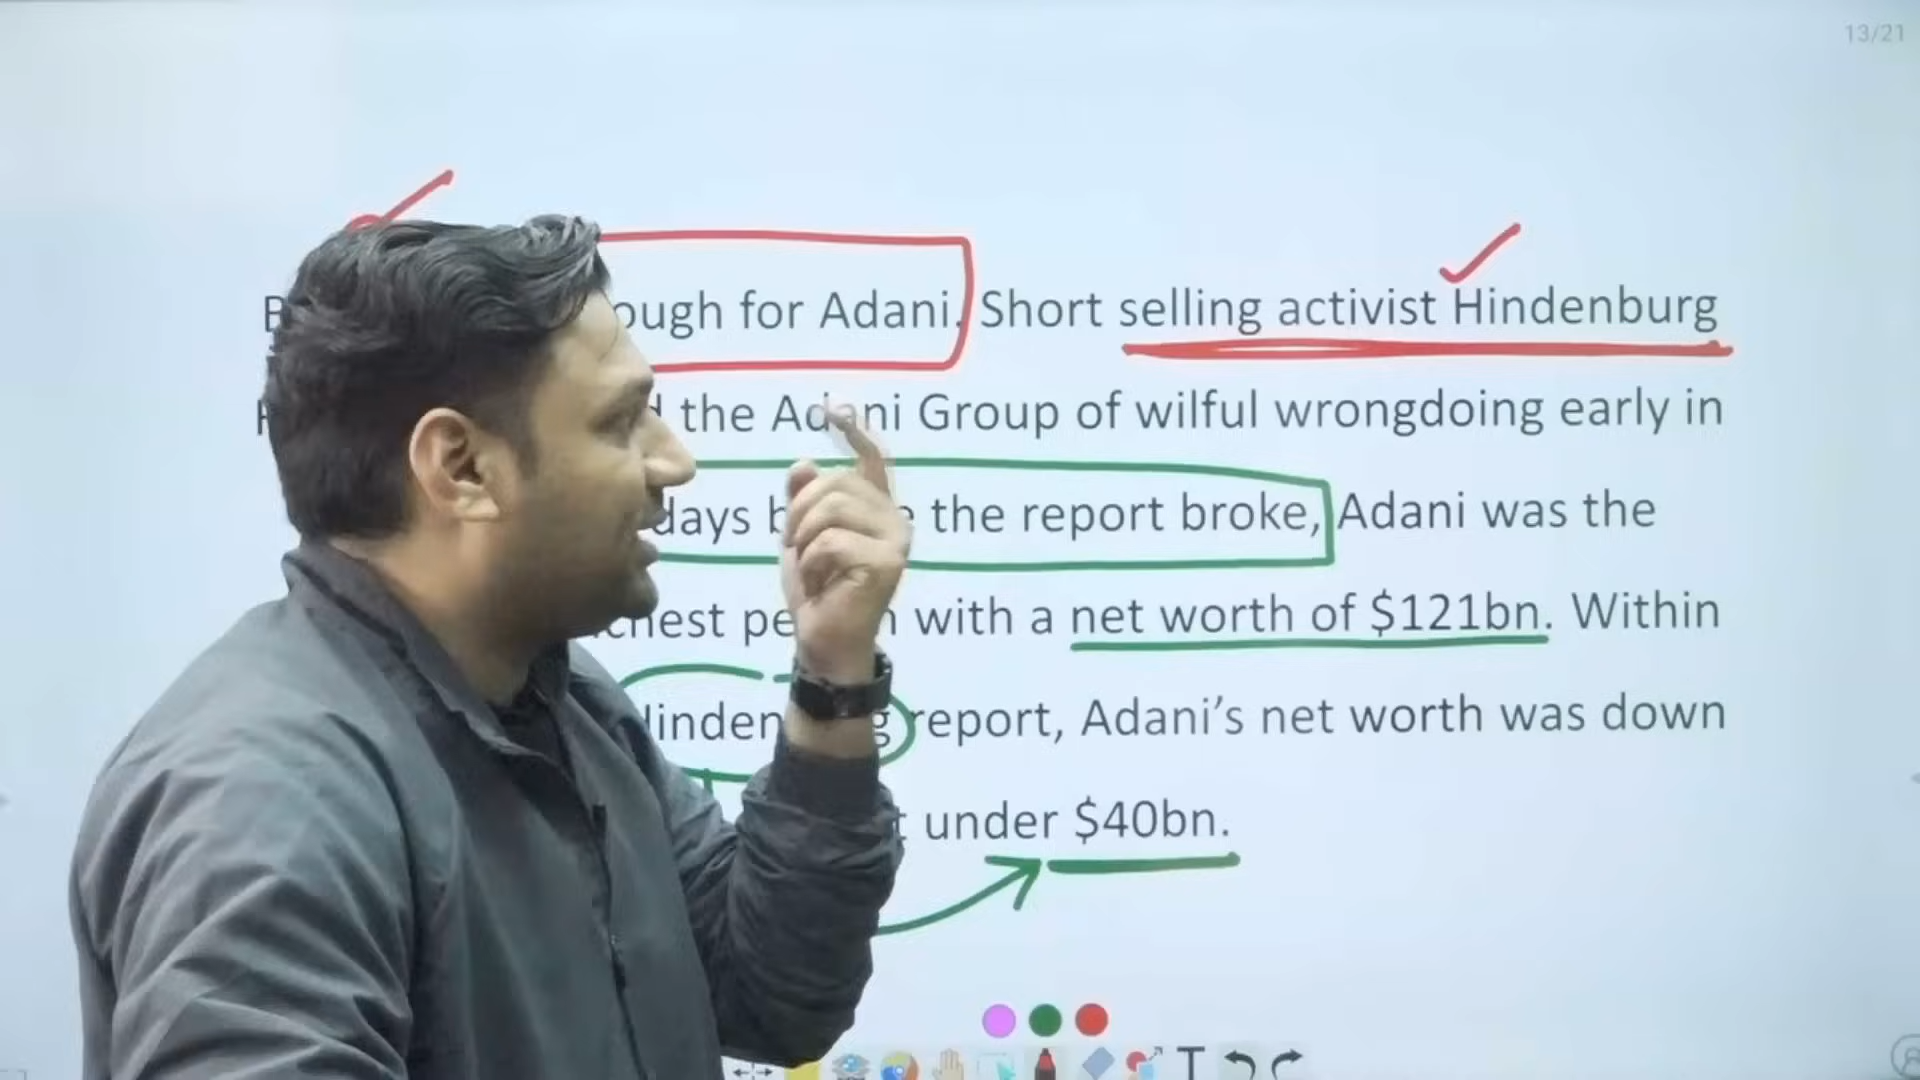 13/21
for Adani. Short selling activist Hindenburg
the Adani Group of wilful wrongdoing early in
days the report broke, Adani was the
with a net worth of $121bn. Within
report, Adani’s net worth was down
under $40bn.
T